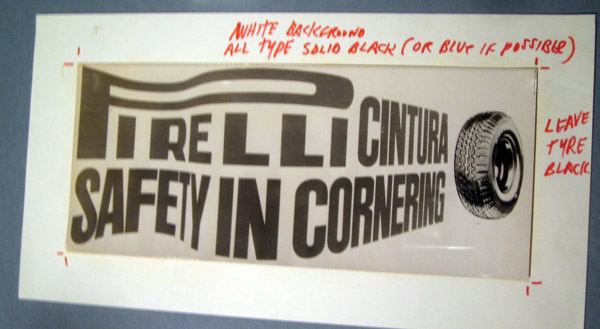 WHITE BACKGROUND
ALL TYPE SOLID BLACK (OR BLUE IF POSSIBLE)
PIRELLI CINTURA
SAFETY IN CORNERING
LEAVE
TYRE
BLACK